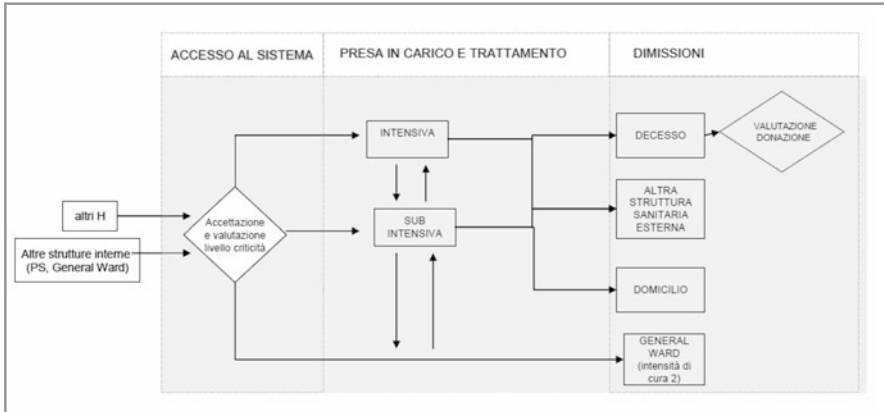 ACCESSO AL SISTEMA
PRESA IN CARICO E TRATTAMENTO
DIMISSIONI
INTENSIVA
DECESSO
VALUTAZIONE
DONAZIONE
altri H
Altre strutture interne
(PS, General Ward)
Accettazione
e valutazione
livello criticità
SUB
INTENSIVA
ALTRA
STRUTTURA
SANITARIA
ESTERNA
DOMICILIO
GENERAL
WARD
(intensità di
cura 2)